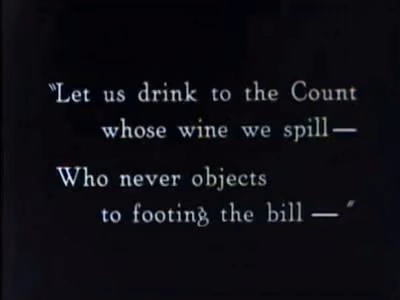 "Let us drink to the Count
whose wine we spill—
Who never objects
to footing the bill —"